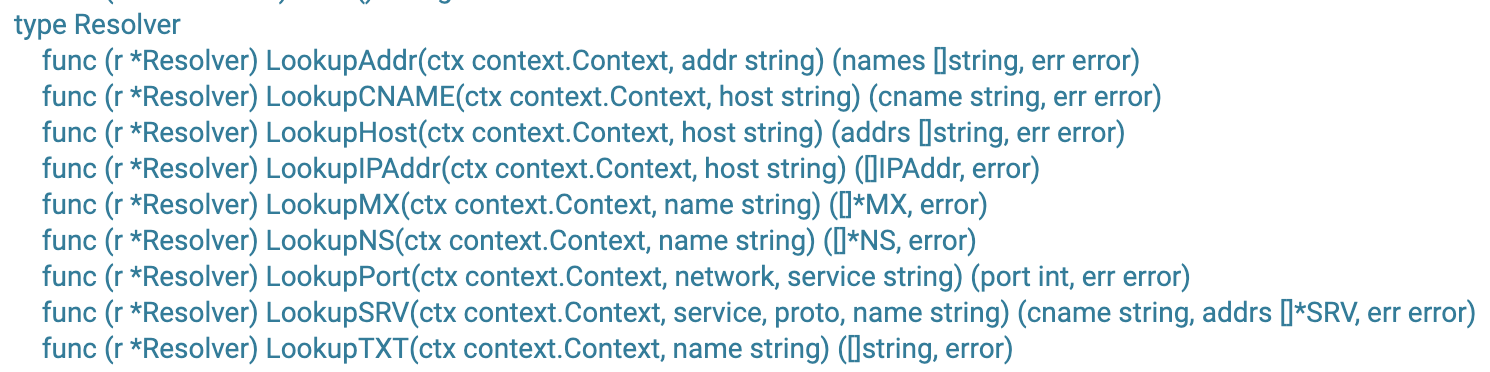 type Resolver
func (r *Resolver) LookupAddr(ctx context.Context, addr string) (names []string, err error)
func (r *Resolver) LookupCNAME(ctx context.Context, host string) (cname string, err error)
func (r *Resolver) LookupHost(ctx context.Context, host string) (addrs []string, err error)
func (r *Resolver) LookupIPAddr(ctx context.Context, host string) ([]IPAddr, error)
func (r *Resolver) LookupMX(ctx context.Context, name string) ([]*MX, error)
func (r *Resolver) LookupNS(ctx context.Context, name string) ([]*NS, error)
func (r *Resolver) LookupPort(ctx context.Context, network, service string) (port int, err error)
func (r *Resolver) LookupSRV(ctx context.Context, service, proto, name string) (cname string, addrs []*SRV, err error)
func (r *Resolver) LookupTXT(ctx context.Context, name string) ([]string, error)